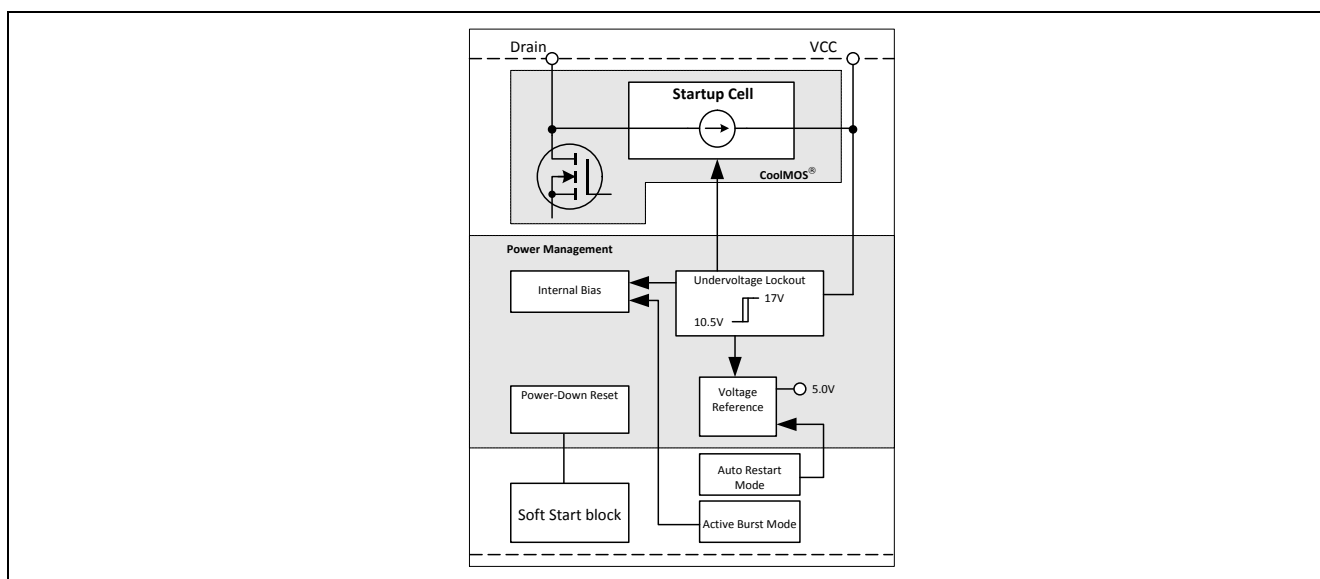 Drain
VCC
Startup Cell
CoolMOS®
Power Management
Undervoltage Lockout
Internal Bias
17V
10.5V
Power-Down Reset
Voltage
Reference
5.0V
Auto Restart
Mode
Soft Start block
Active Burst Mode